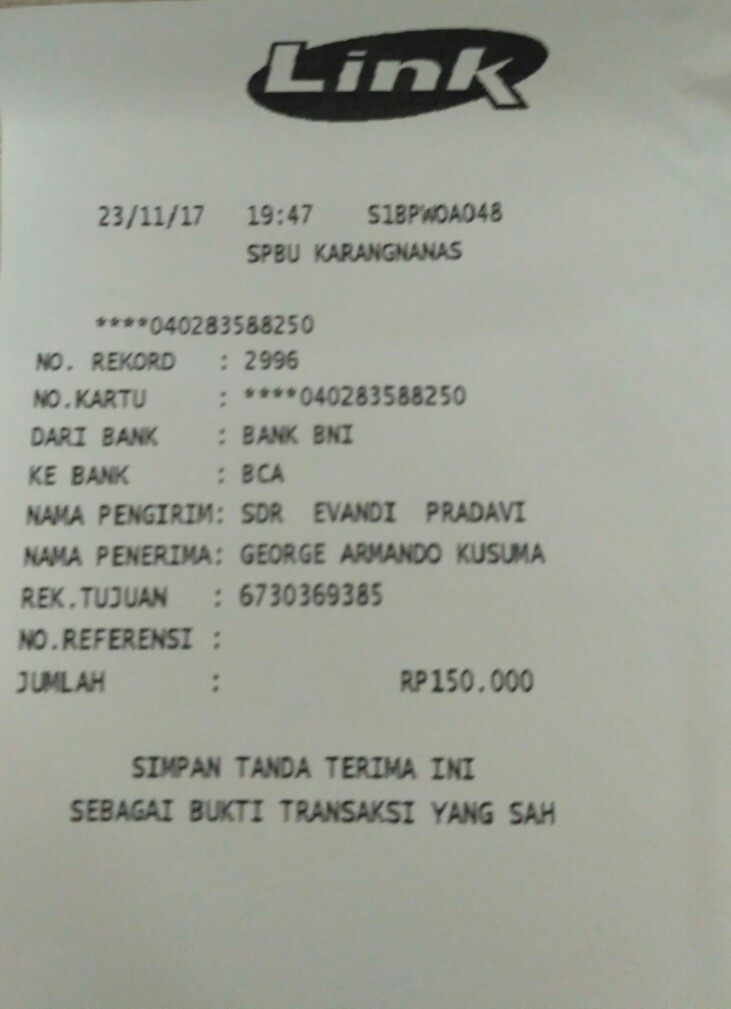 Link
23/11/17 19:47 S1BPWOA048
SPBU KARANGNANAS
****040283588250
NO. REKORD : 2996
NO.KARTU : ****040283588250
DARI BANK : BANK BNI
KE BANK : BCA
NAMA PENGIRIM: SDR EVANDI PRADAVI
NAMA PENERIMA: GEORGE ARMANDO KUSUMA
REK.TUJUAN : 6730369385
NO.REFERENSI :
JUMLAH : RP150.000
SIMPAN TANDA TERIMA INI
SEBAGAI BUKTI TRANSAKSI YANG SAH